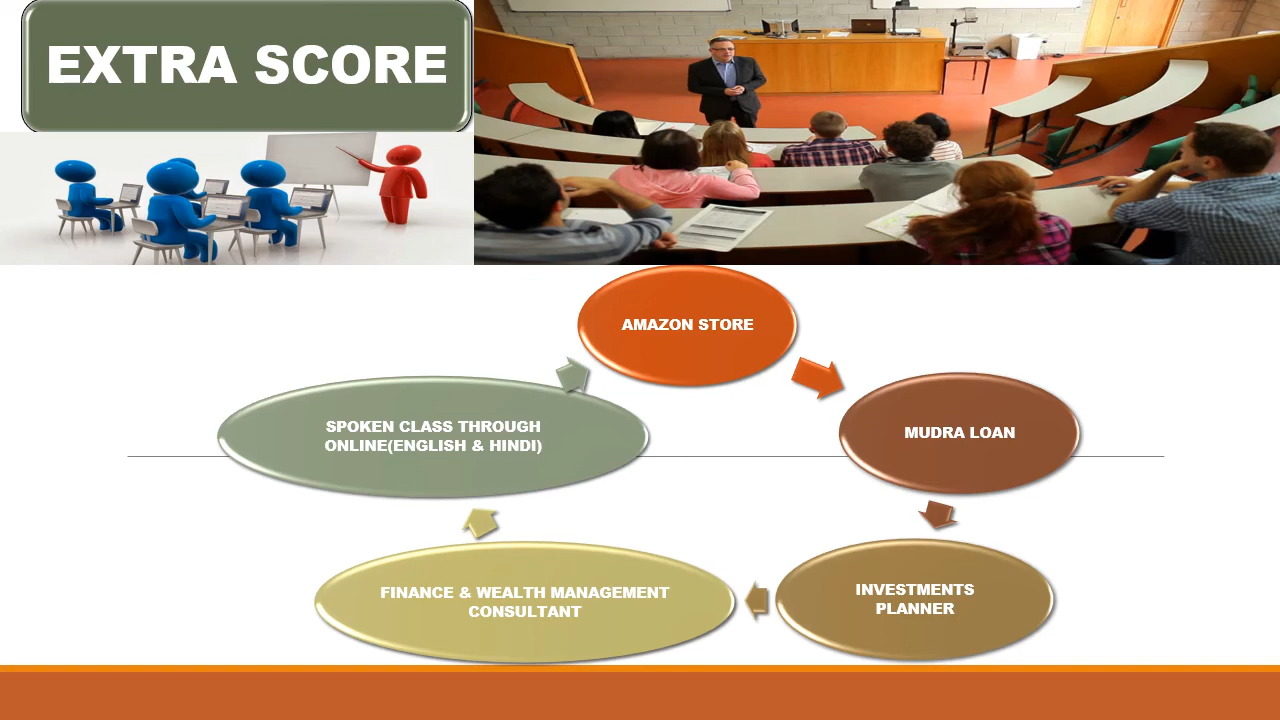 EXTRA SCORE
AMAZON STORE
MUDRA LOAN
INVESTMENTS
PLANNER
FINANCE & WEALTH MANAGEMENT
CONSULTANT
SPOKEN CLASS THROUGH
ONLINE(ENGLISH & HINDI)